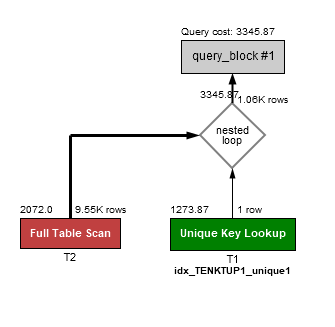 Query cost: 3345.87
query_block #1
3345.87
1.06K rows
nested
loop
2072.0
9.55K rows
1273.87
1 row
Full Table Scan
Unique Key Lookup
T2
T1
idx_TENKTUP1_unique1